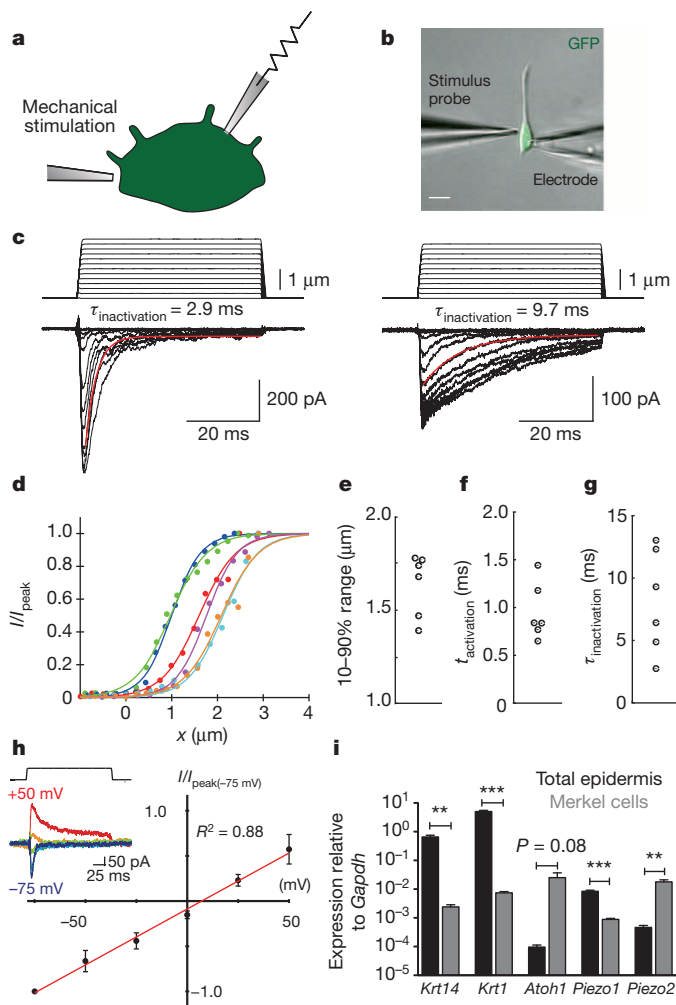 a
Mechanical
stimulation
b
GFP
Stimulus
probe
Electrode
c
1 μm
τinactivation = 2.9 ms
200 pA
20 ms
1 μm
τinactivation = 9.7 ms
100 pA
20 ms
d
I/Ipeak
1.0
0.8
0.6
0.4
0.2
0
0 1 2 3 4
x (μm)
e
10–90% range (μm)
2.0
1.5
1.0
f
tactivation (ms)
2.0
1.5
1.0
0.5
0
g
τinactivation (ms)
15
10
5
0
h
+50 mV
−75 mV
50 pA
25 ms
I/Ipeak(−75 mV)
1.0
R² = 0.88
(mV)
−50 0 50
−1.0
i
Total epidermis
Merkel cells
Expression relative
to Gapdh
10¹
10⁰
10⁻¹
10⁻²
10⁻³
10⁻⁴
10⁻⁵
**
***
P = 0.08
***
**
Krt14 Krt1 Atoh1 Piezo1 Piezo2